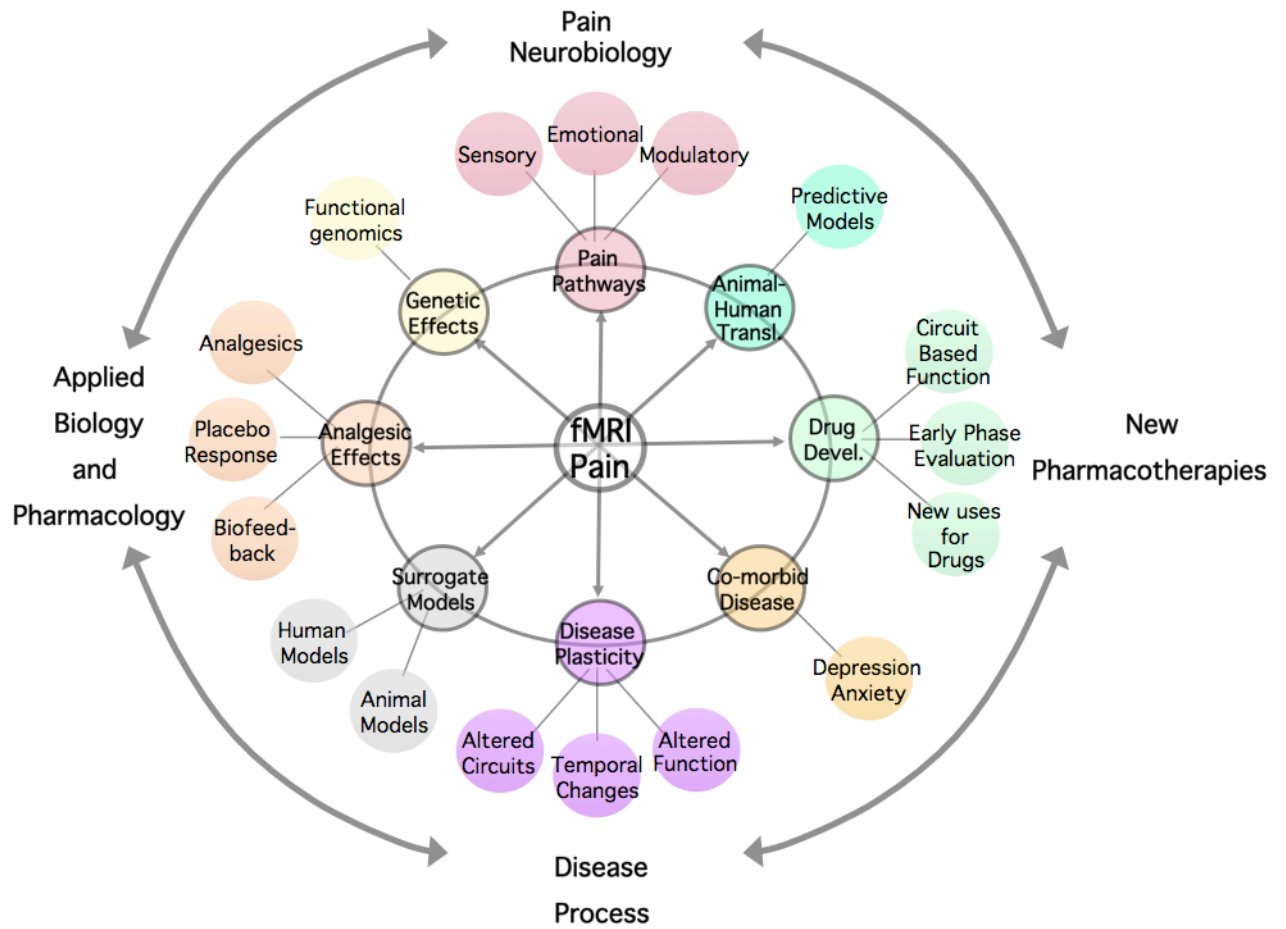 Pain
Neurobiology
Emotional
Sensory
Modulatory
Predictive
Models
Functional
genomics
Pain
Pathways
Animal-
Human
Transl.
Genetic
Effects
Circuit
Based
Function
Analgesics
Applied
Biology
and
Pharmacology
Placebo
Response
Analgesic
Effects
fMRI
Pain
Drug
Devel.
Early Phase
Evaluation
New
Pharmacotherapies
Biofeed-
back
New uses
for
Drugs
Surrogate
Models
Co-morbid
Disease
Human
Models
Disease
Plasticity
Depression
Anxiety
Animal
Models
Altered
Circuits
Temporal
Changes
Altered
Function
Disease
Process